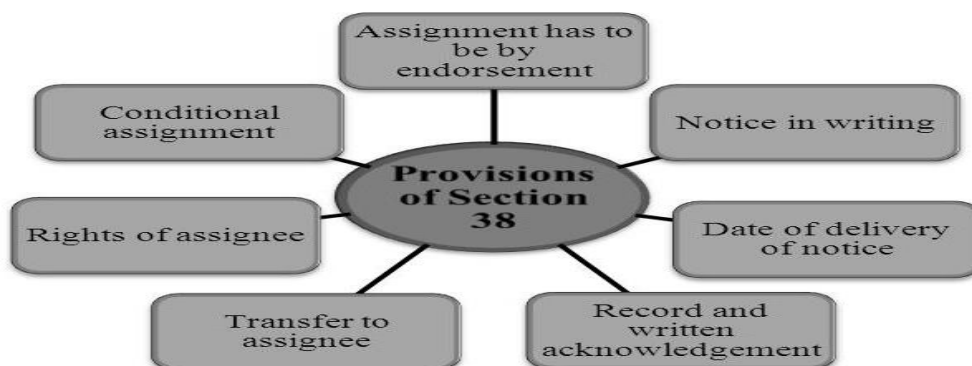 Assignment has to
be by
endorsement
Notice in writing
Date of delivery
of notice
Record and
written
acknowledgement
Transfer to
assignee
Rights of assignee
Conditional
assignment
Provisions
of Section
38